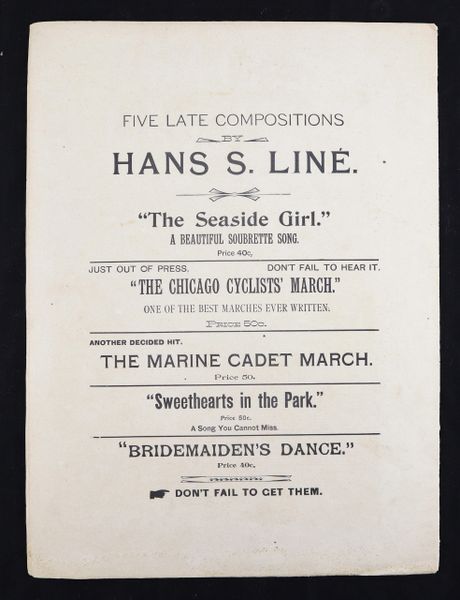 FIVE LATE COMPOSITIONS
BY
HANS S. LINÉ.
"The Seaside Girl."
A BEAUTIFUL SOUBRETTE SONG.
Price 40c,
JUST OUT OF PRESS. DON'T FAIL TO HEAR IT.
"THE CHICAGO CYCLISTS' MARCH."
ONE OF THE BEST MARCHES EVER WRITTEN.
PRICE 50c.
ANOTHER DECIDED HIT.
THE MARINE CADET MARCH.
Price 50.
"Sweethearts in the Park."
Price 50c.
A Song You Cannot Miss.
"BRIDEMAIDEN'S DANCE."
Price 40c,
DON'T FAIL TO GET THEM.